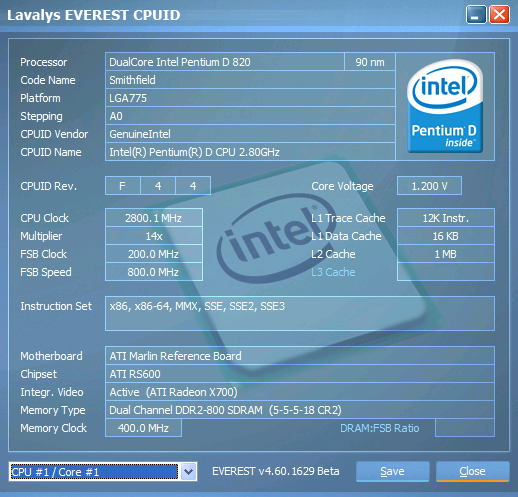 Lavalys EVEREST CPUID
Processor DualCore Intel Pentium D 820 90 nm
Code Name Smithfield
Platform LGA775
Stepping A0
CPUID Vendor GenuineIntel
CPUID Name Intel(R) Pentium(R) D CPU 2.80GHz
intel
Pentium D
inside™
CPUID Rev. F 4 4 Core Voltage 1.200 V
CPU Clock 2800.1 MHz L1 Trace Cache 12K Instr.
Multiplier 14x L1 Data Cache 16 KB
FSB Clock 200.0 MHz L2 Cache 1 MB
FSB Speed 800.0 MHz L3 Cache
intel
Instruction Set x86, x86-64, MMX, SSE, SSE2, SSE3
Motherboard ATI Marlin Reference Board
Chipset ATI RS600
Integr. Video Active (ATI Radeon X700)
Memory Type Dual Channel DDR2-800 SDRAM (5-5-5-18 CR2)
Memory Clock 400.0 MHz DRAM:FSB Ratio
CPU #1 / Core #1 EVEREST v4.60.1629 Beta Save Close